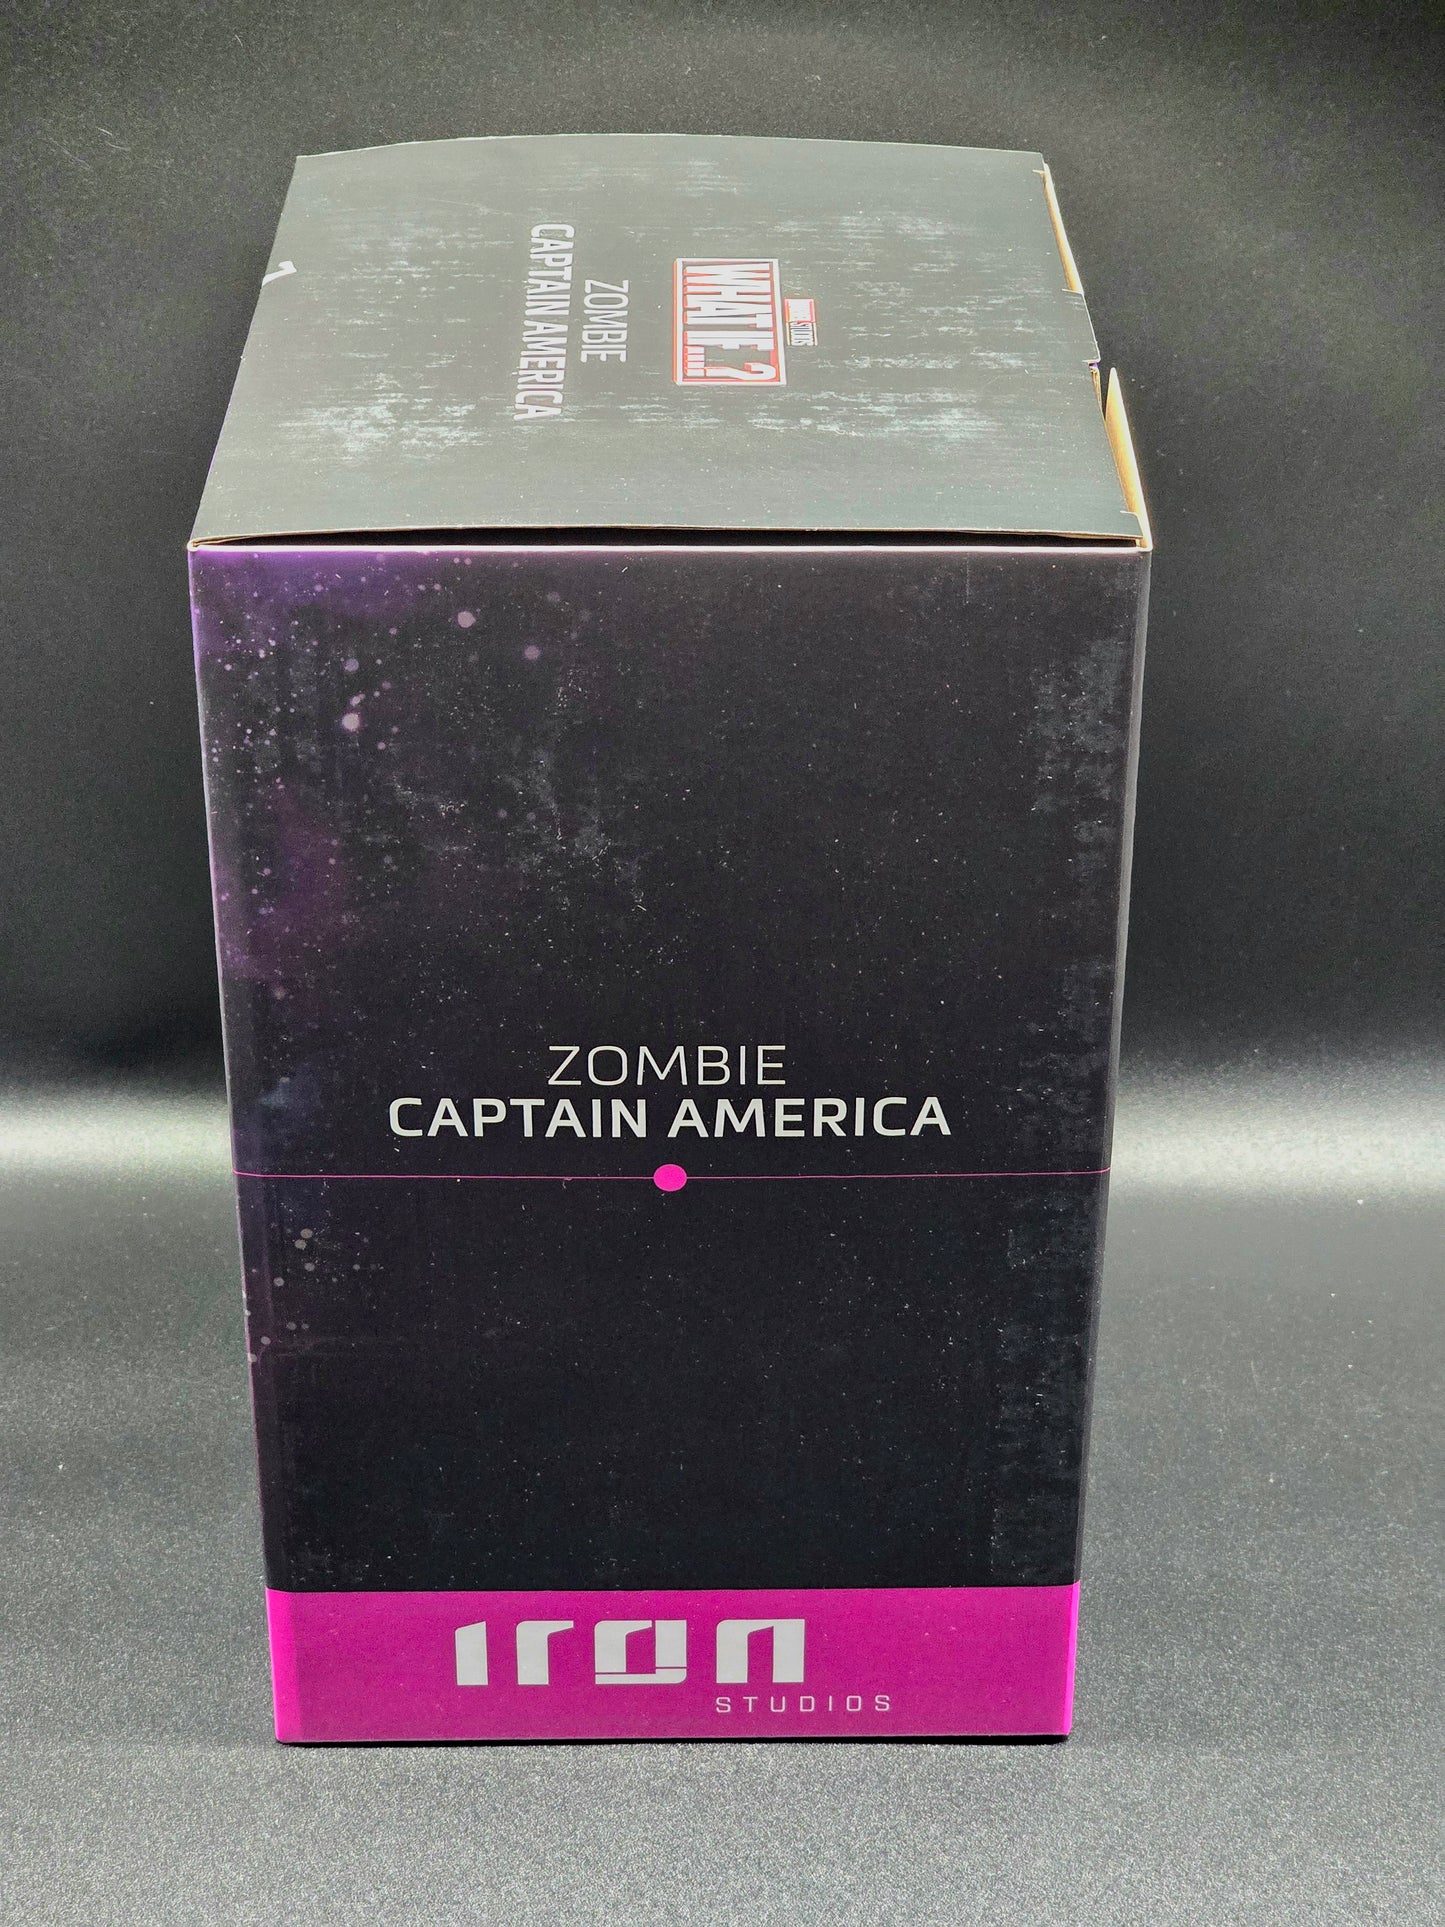 MARVEL STUDIOS
WHAT IF...?
ZOMBIE
CAPTAIN AMERICA
ZOMBIE
CAPTAIN AMERICA
iron
STUDIOS